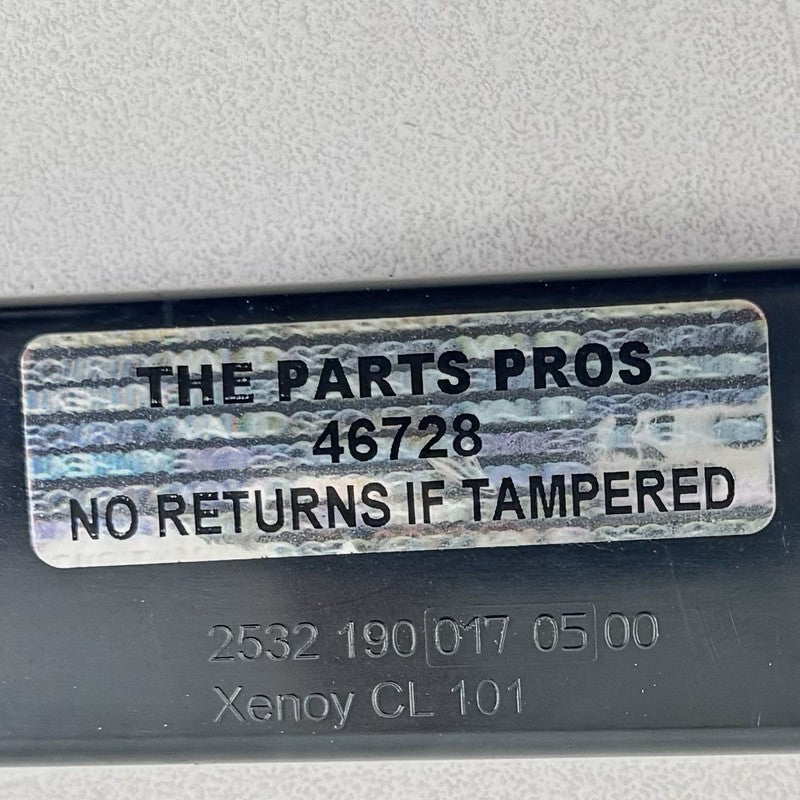 THE PARTS PROS
46728
NO RETURNS IF TAMPERED
2532 190 017 05 00
Xenoy CL 101